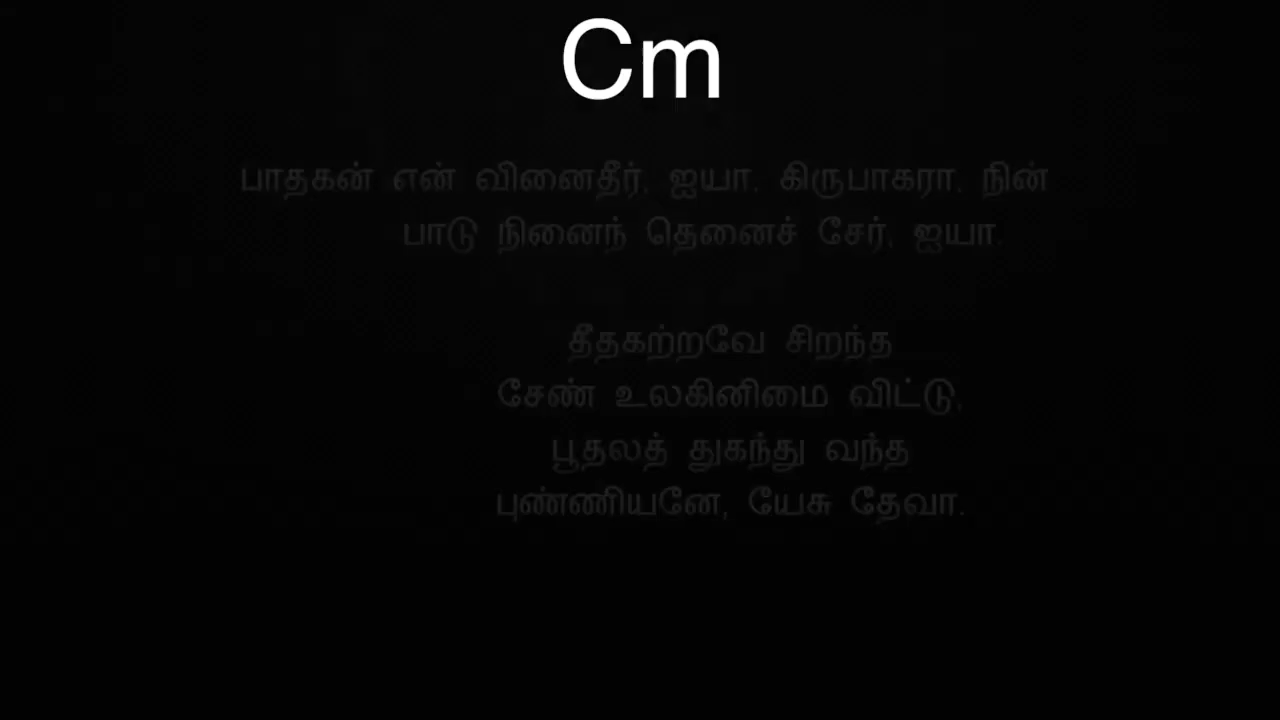 Cm
பாதகன் என் வினைதீர், ஐயா, கிருபாகரா, நின்
பாடு நினைந் தெனைச் சேர், ஐயா.
தீதகற்றவே சிறந்த
சேண் உலகினிமை விட்டு,
பூதலத் துகந்து வந்த
புண்ணியனே, யேசு தேவா.